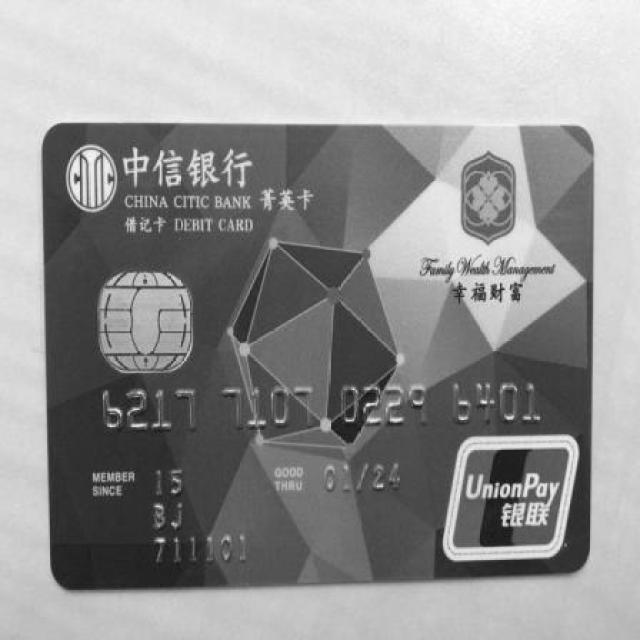 中信银行
CHINA CITIC BANK 菁英卡
借记卡 DEBIT CARD
Family Wealth Management
幸福财富
6217 7107 0229 6401
MEMBER SINCE 15
GOOD THRU 01/24
BJ
711101
UnionPay
银联